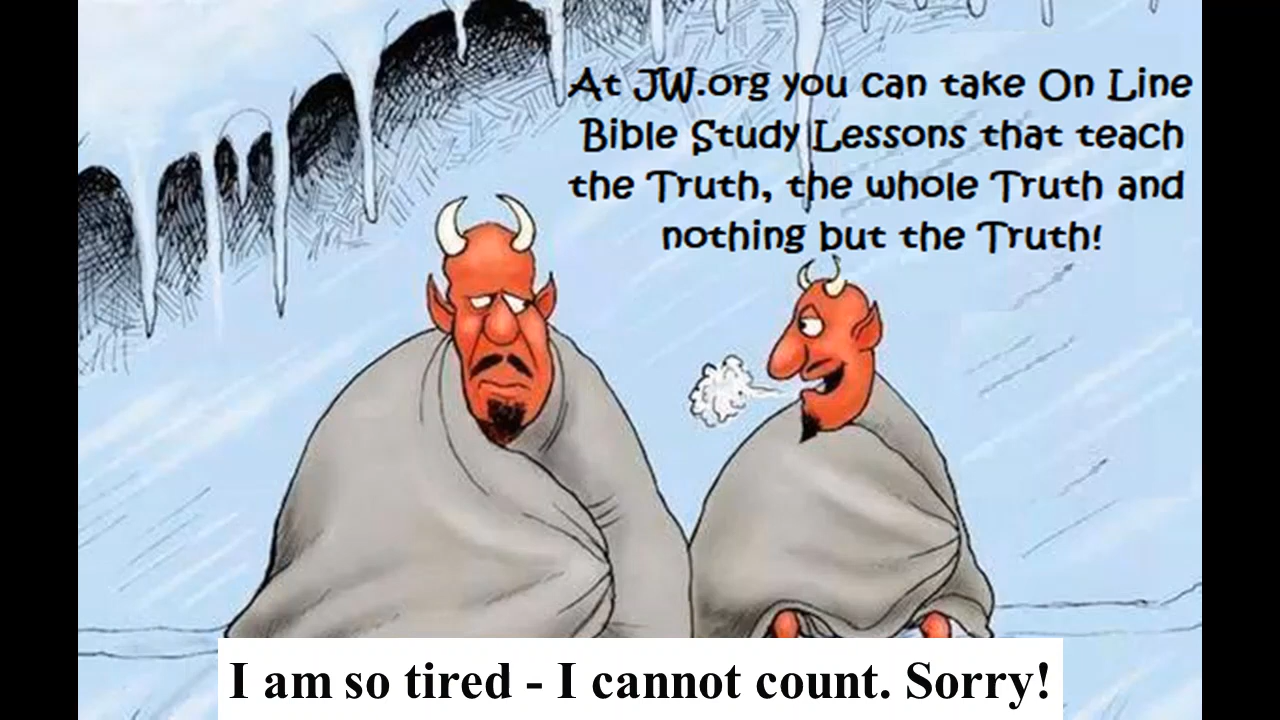 At JW.org you can take On Line
Bible Study Lessons that teach
the Truth, the whole Truth and
nothing but the Truth!
I am so tired - I cannot count. Sorry!